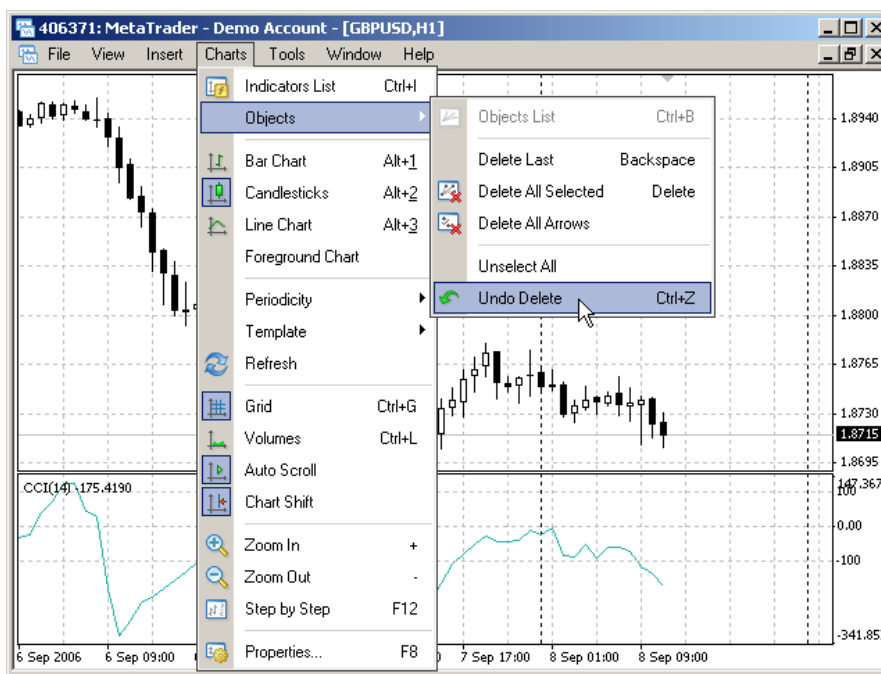 406371: MetaTrader - Demo Account - [GBPUSD,H1]
File View Insert Charts Tools Window Help
Indicators List Ctrl+I
Objects
Bar Chart Alt+1
Candlesticks Alt+2
Line Chart Alt+3
Foreground Chart
Periodicity
Template
Refresh
Grid Ctrl+G
Volumes Ctrl+L
Auto Scroll
Chart Shift
Zoom In +
Zoom Out -
Step by Step F12
Properties... F8
Objects List Ctrl+B
Delete Last Backspace
Delete All Selected Delete
Delete All Arrows
Unselect All
Undo Delete Ctrl+Z
1.8940
1.8905
1.8870
1.8835
1.8800
1.8765
1.8730
1.8715
1.8695
CCI(14) -175.4190
147.367
100
0.00
-100
-341.85
6 Sep 2006 6 Sep 09:00 7 Sep 17:00 8 Sep 01:00 8 Sep 09:00